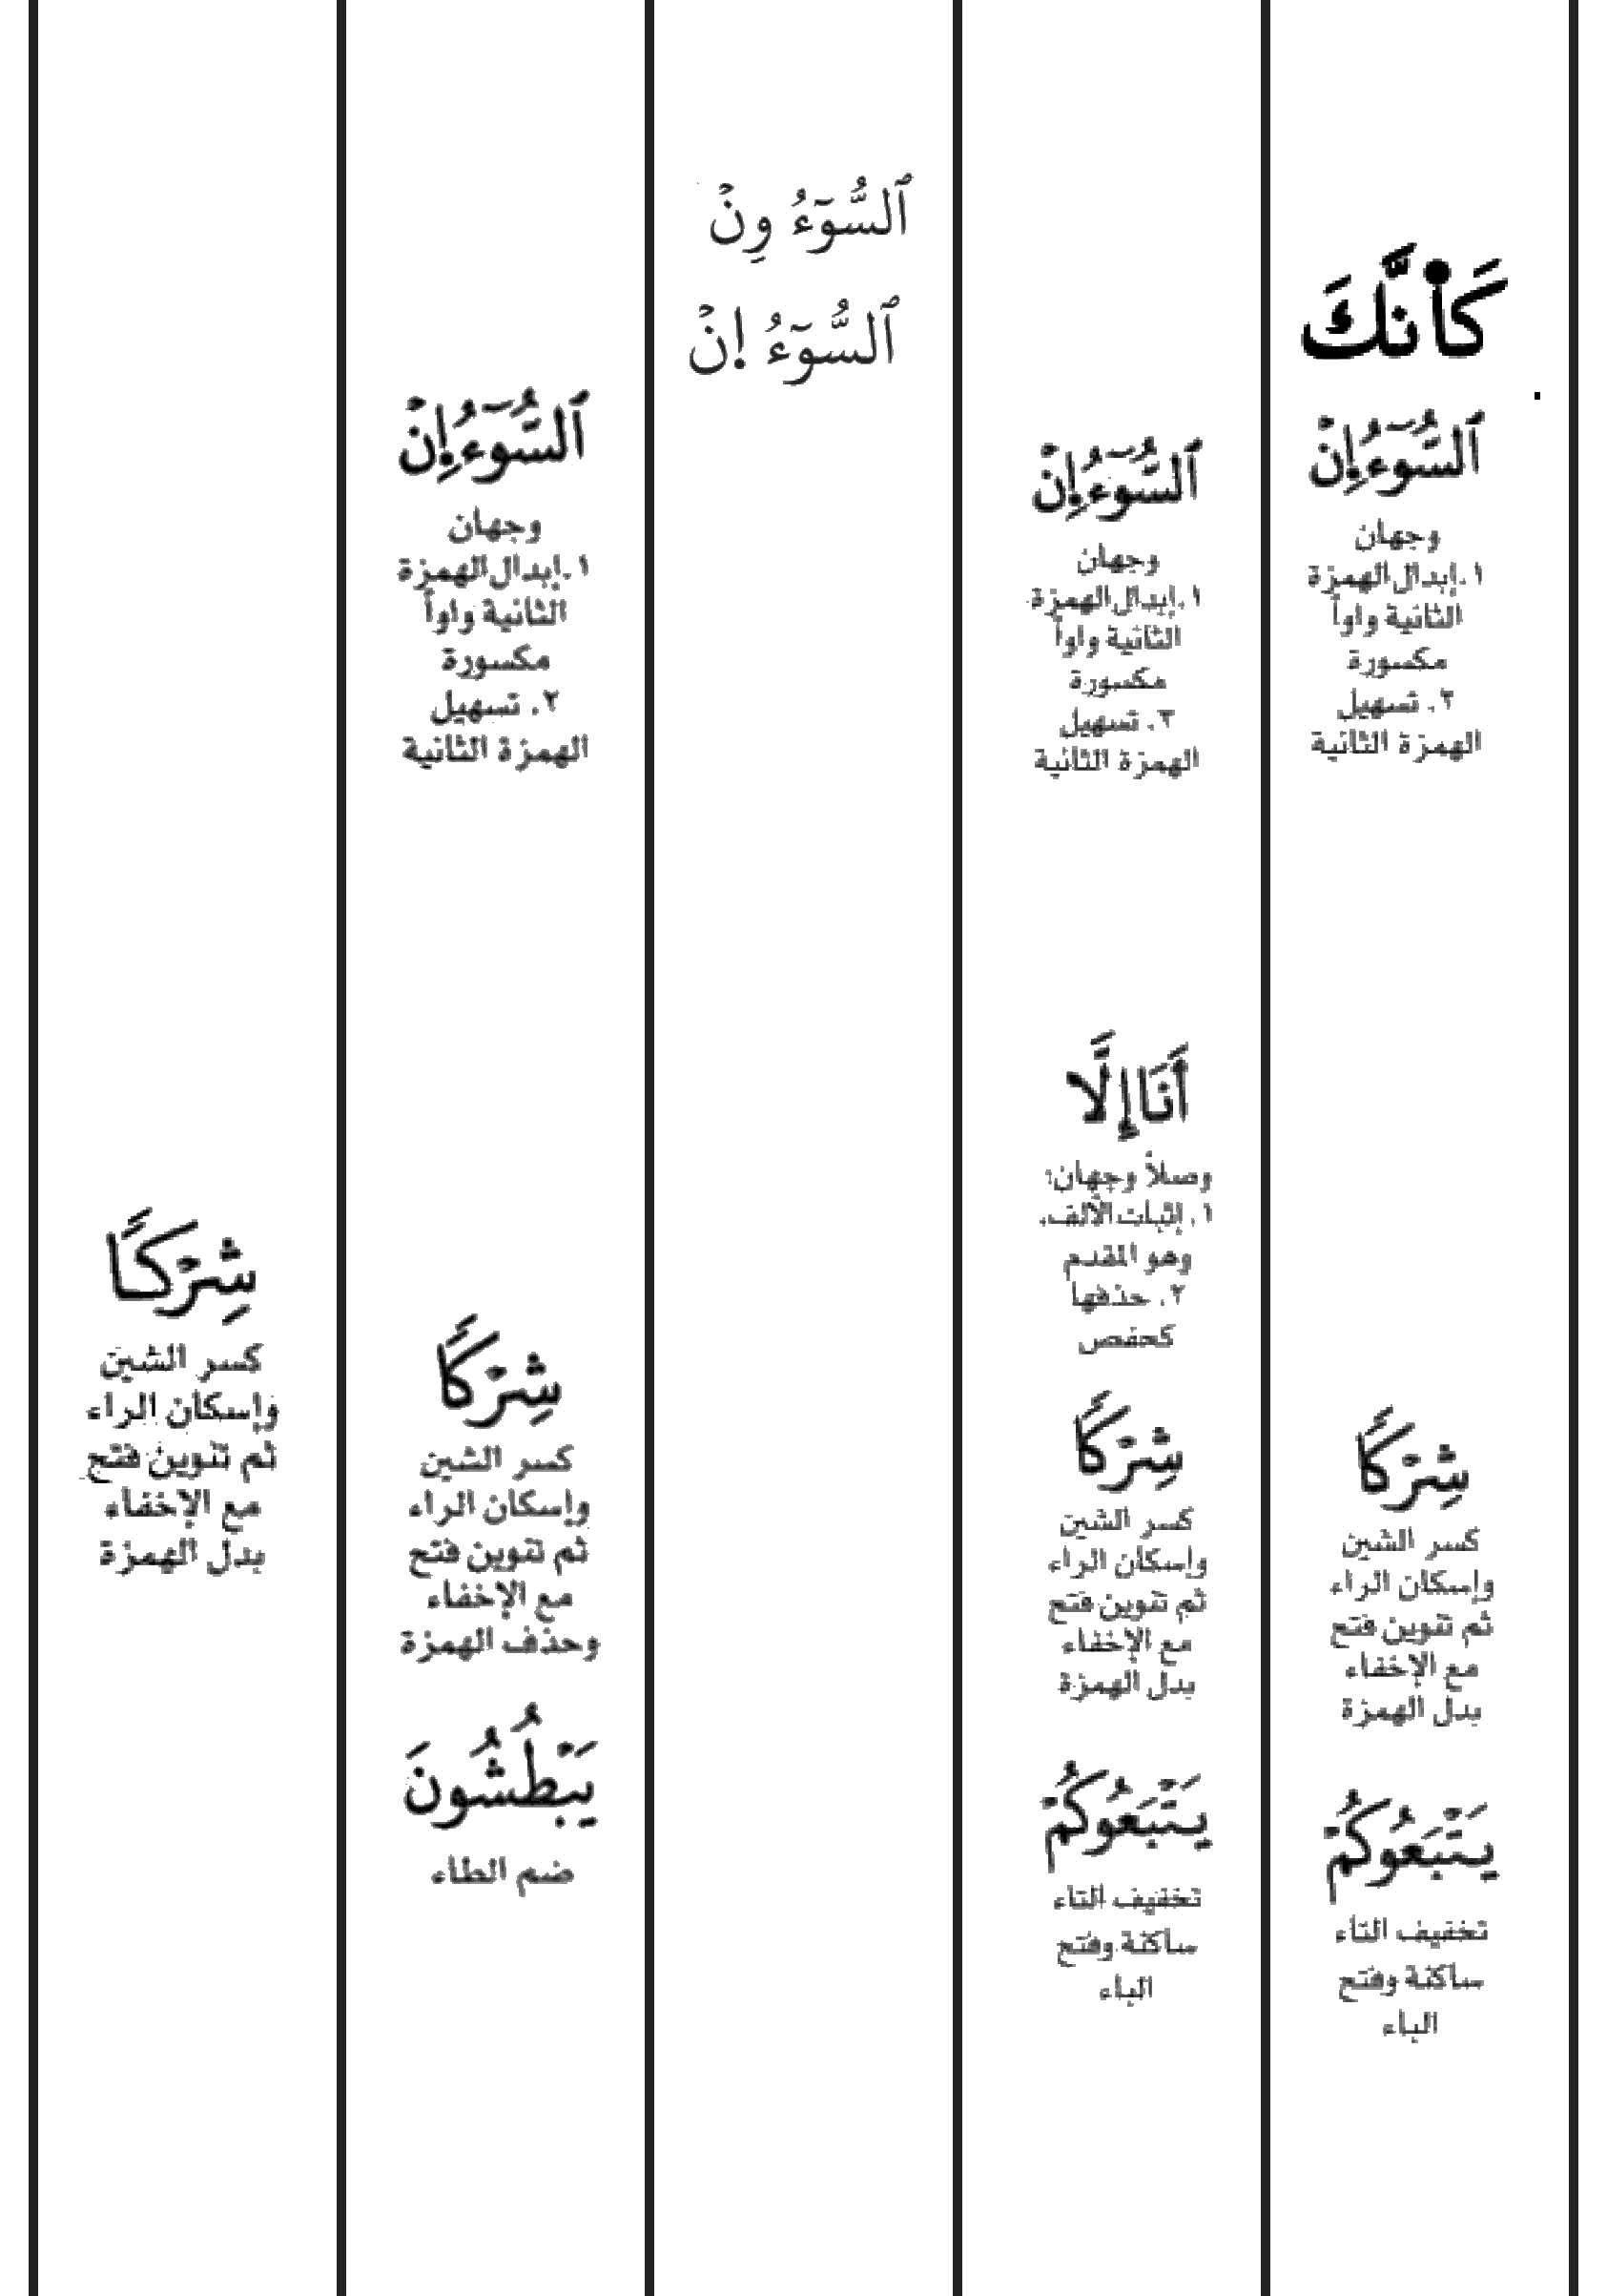 كَأَنَّكَ
ٱلسُّوٓءُ إِنۡ
وجهان
١. إبدال الهمزة
الثانية واواً
مكسورة
٢. تسهيل
الهمزة الثانية
شِرۡكًا
كسر الشين
وإسكان الراء
ثم تنوين فتح
مع الإخفاء
بدل الهمزة
يَتۡبَعُوكُمۡ
تخفيف التاء
ساكنة وفتح
الباء
ٱلسُّوٓءُ إِنۡ
وجهان
١. إبدال الهمزة
الثانية واواً
مكسورة
٢. تسهيل
الهمزة الثانية
أَنَا إِلَّا
وصلاً وجهان:
١. إثبات الألف،
وهو المقدم
٢. حذفها
كحفص
شِرۡكًا
كسر الشين
وإسكان الراء
ثم تنوين فتح
مع الإخفاء
بدل الهمزة
يَتۡبَعُوكُمۡ
تخفيف التاء
ساكنة وفتح
الباء
ٱلسُّوٓءُ وِنۡ
ٱلسُّوٓءُ ا۪نۡ
ٱلسُّوٓءُ إِنۡ
وجهان
١. إبدال الهمزة
الثانية واواً
مكسورة
٢. تسهيل
الهمزة الثانية
شِرۡكًا
كسر الشين
وإسكان الراء
ثم تنوين فتح
مع الإخفاء
وحذف الهمزة
يَبۡطُشُونَ
ضم الطاء
شِرۡكًا
كسر الشين
وإسكان الراء
ثم تنوين فتح
مع الإخفاء
بدل الهمزة